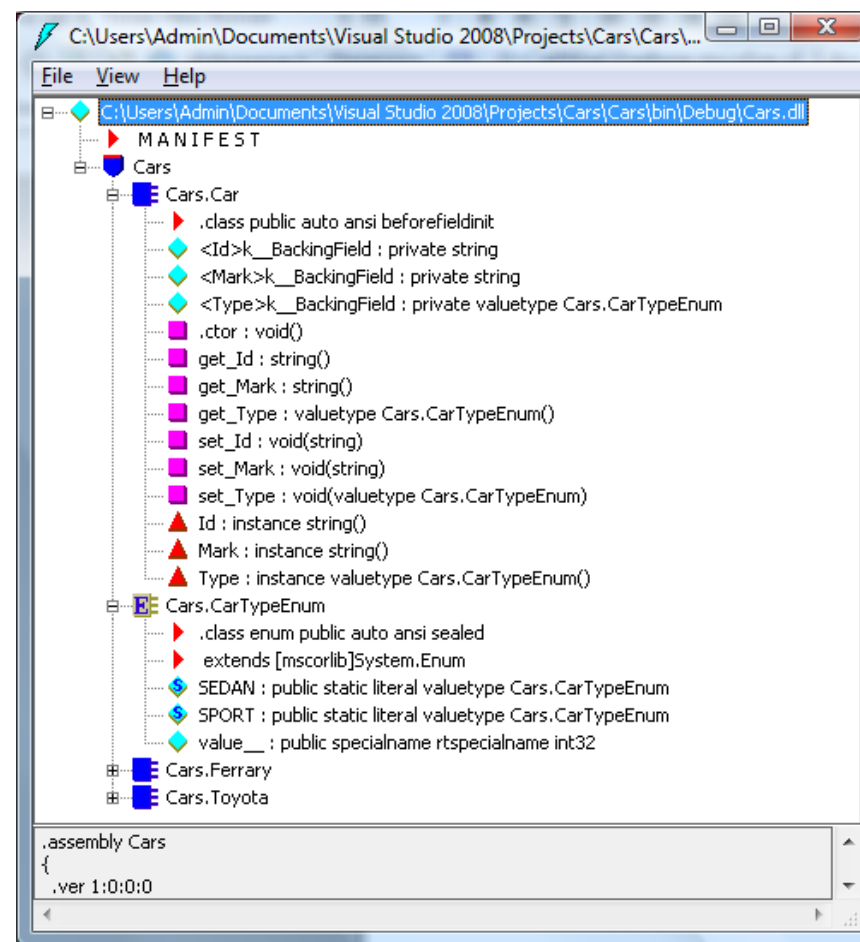 C:\Users\Admin\Documents\Visual Studio 2008\Projects\Cars\Cars\...
File View Help
C:\Users\Admin\Documents\Visual Studio 2008\Projects\Cars\Cars\bin\Debug\Cars.dll
MANIFEST
Cars
Cars.Car
.class public auto ansi beforefieldinit
<Id>k__BackingField : private string
<Mark>k__BackingField : private string
<Type>k__BackingField : private valuetype Cars.CarTypeEnum
.ctor : void()
get_Id : string()
get_Mark : string()
get_Type : valuetype Cars.CarTypeEnum()
set_Id : void(string)
set_Mark : void(string)
set_Type : void(valuetype Cars.CarTypeEnum)
Id : instance string()
Mark : instance string()
Type : instance valuetype Cars.CarTypeEnum()
E Cars.CarTypeEnum
.class enum public auto ansi sealed
extends [mscorlib]System.Enum
S SEDAN : public static literal valuetype Cars.CarTypeEnum
S SPORT : public static literal valuetype Cars.CarTypeEnum
value__ : public specialname rtspecialname int32
Cars.Ferrary
Cars.Toyota
.assembly Cars
{
.ver 1:0:0:0